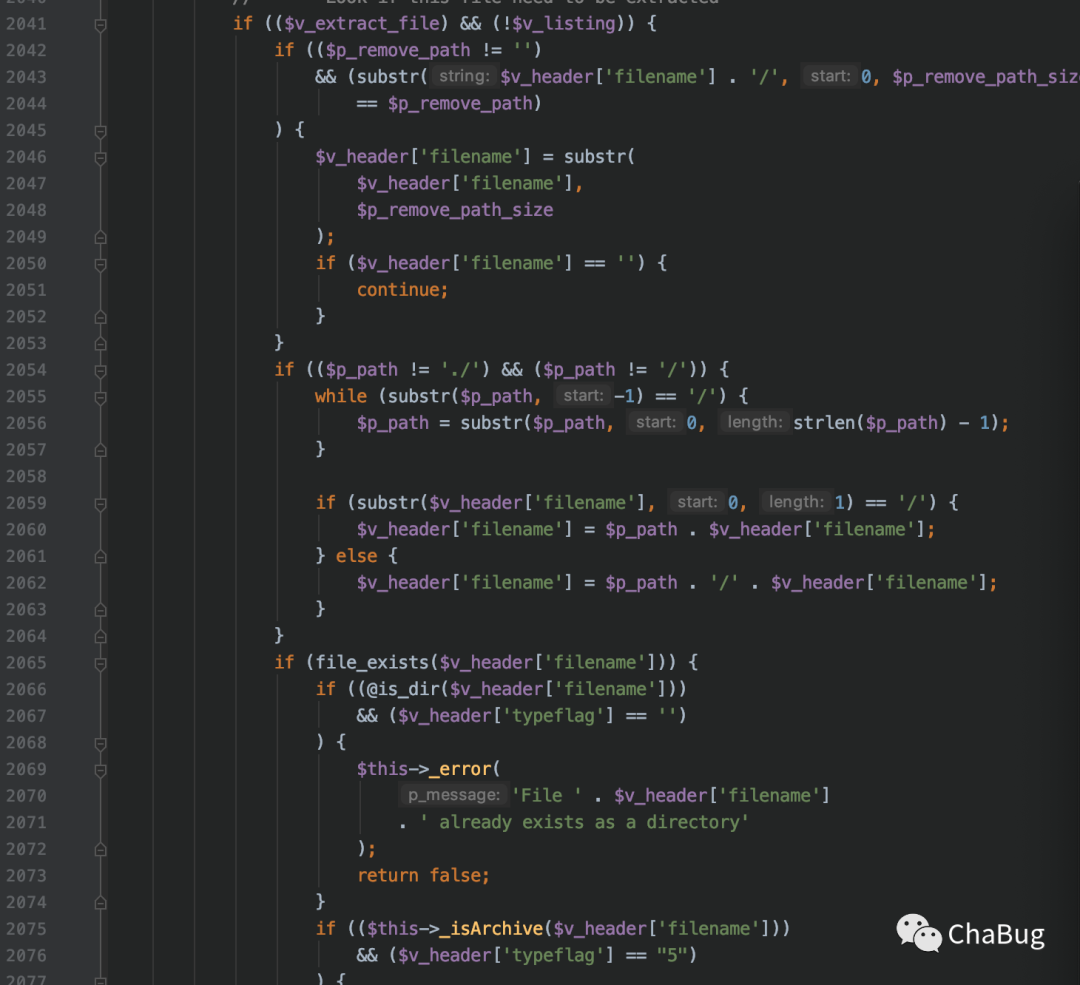 2040 // Look if this file need to be extracted
2041 if (($v_extract_file) && (!$v_listing)) {
2042 if (($p_remove_path != '')
2043 && (substr( string: $v_header['filename'] . '/', start: 0, $p_remove_path_size
2044 == $p_remove_path)
2045 ) {
2046 $v_header['filename'] = substr(
2047 $v_header['filename'],
2048 $p_remove_path_size
2049 );
2050 if ($v_header['filename'] == '') {
2051 continue;
2052 }
2053 }
2054 if (($p_path != './') && ($p_path != '/')) {
2055 while (substr($p_path, start: -1) == '/') {
2056 $p_path = substr($p_path, start: 0, length: strlen($p_path) - 1);
2057 }
2058
2059 if (substr($v_header['filename'], start: 0, length: 1) == '/') {
2060 $v_header['filename'] = $p_path . $v_header['filename'];
2061 } else {
2062 $v_header['filename'] = $p_path . '/' . $v_header['filename'];
2063 }
2064 }
2065 if (file_exists($v_header['filename'])) {
2066 if ((@is_dir($v_header['filename']))
2067 && ($v_header['typeflag'] == '')
2068 ) {
2069 $this->_error(
2070 p_message: 'File ' . $v_header['filename']
2071 . ' already exists as a directory'
2072 );
2073 return false;
2074 }
2075 if (($this->_isArchive($v_header['filename']))
2076 && ($v_header['typeflag'] == "5")
2077 ) {
ChaBug